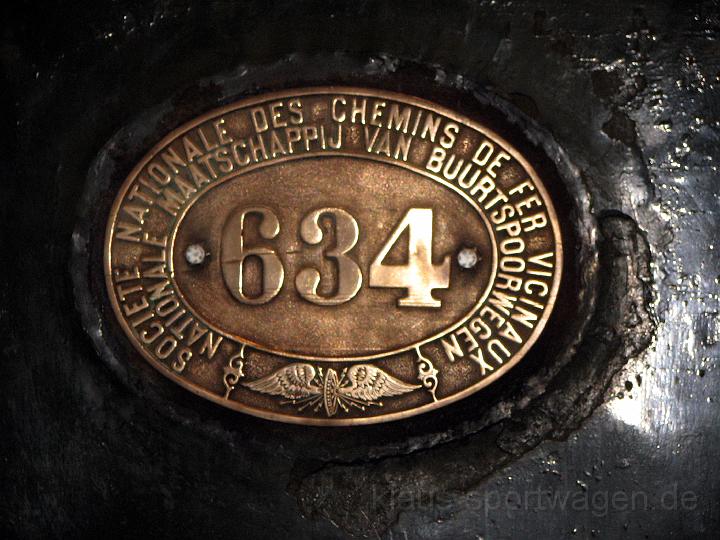 SOCIETE NATIONALE DES CHEMINS DE FER VICINAUX
NATIONALE MAATSCHAPPIJ VAN BUURTSPOORWEGEN
634
klaus-sportwagen.de